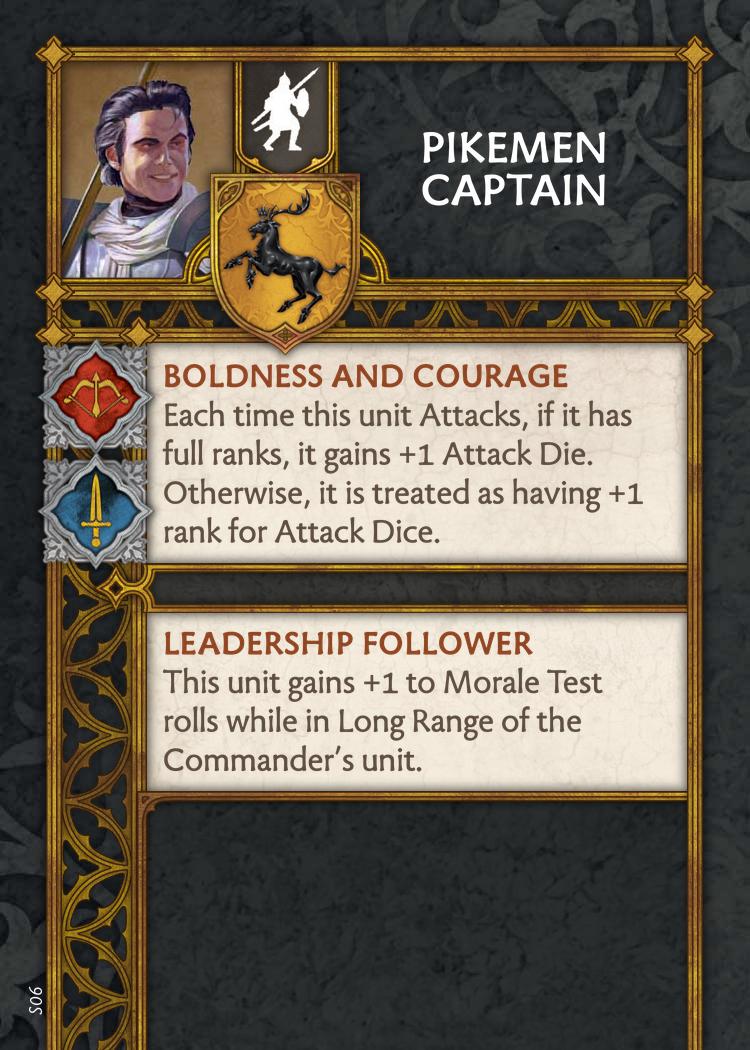 PIKEMEN
CAPTAIN
BOLDNESS AND COURAGE
Each time this unit Attacks, if it has
full ranks, it gains +1 Attack Die.
Otherwise, it is treated as having +1
rank for Attack Dice.
LEADERSHIP FOLLOWER
This unit gains +1 to Morale Test
rolls while in Long Range of the
Commander’s unit.
S06